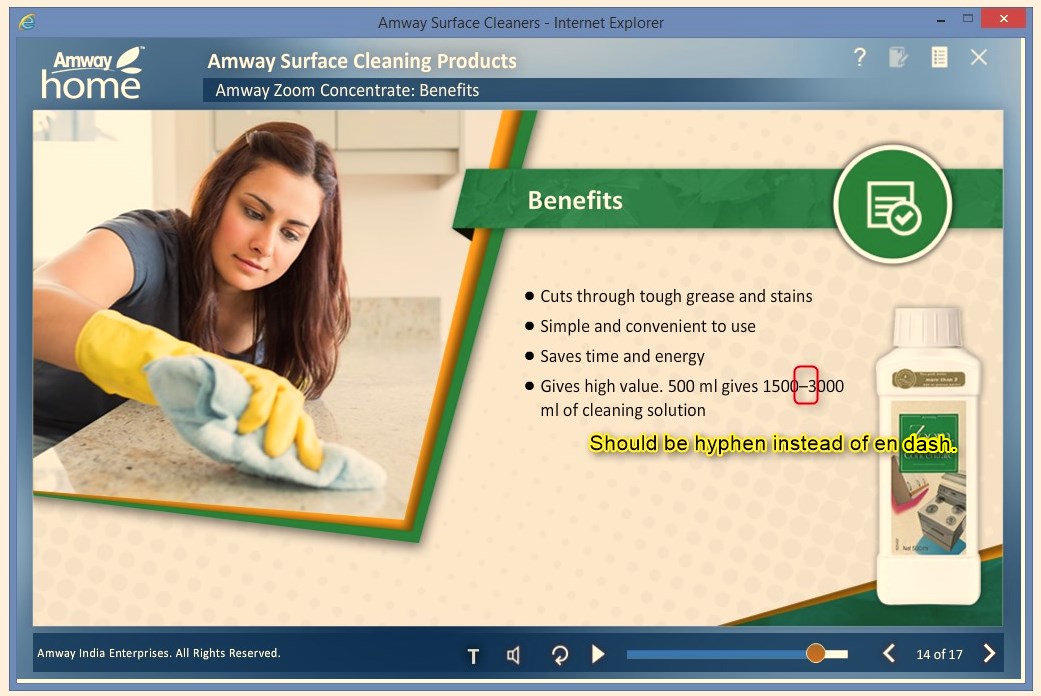 Amway Surface Cleaners - Internet Explorer
Amway™
home
Amway Surface Cleaning Products
Amway Zoom Concentrate: Benefits
?
Benefits
● Cuts through tough grease and stains
● Simple and convenient to use
● Saves time and energy
● Gives high value. 500 ml gives 1500–3000
ml of cleaning solution
Should be hyphen instead of en dash.
Zoom
Amway India Enterprises. All Rights Reserved.
T
14 of 17